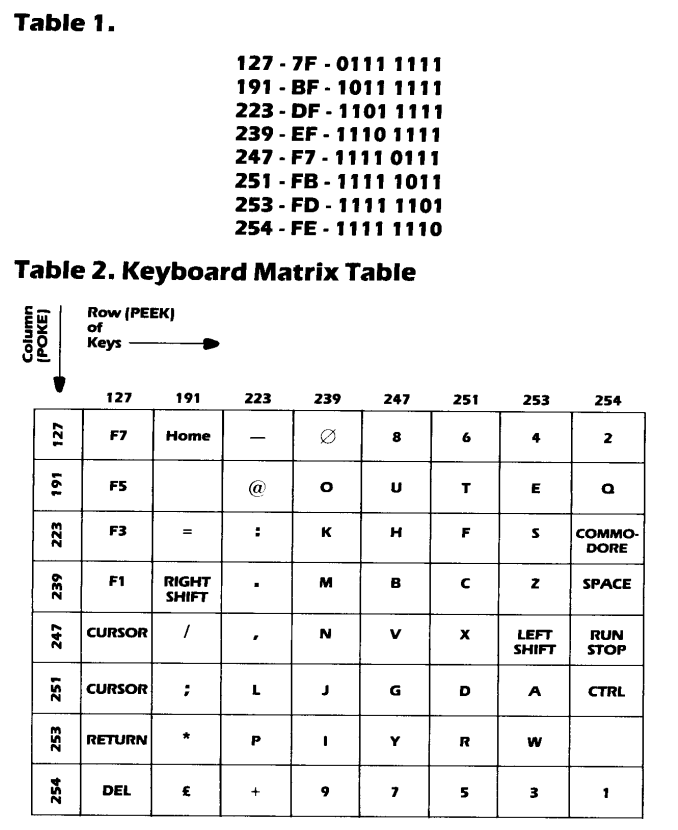 Table 1.
127 - 7F - 0111 1111
191 - BF - 1011 1111
223 - DF - 1101 1111
239 - EF - 1110 1111
247 - F7 - 1111 0111
251 - FB - 1111 1011
253 - FD - 1111 1101
254 - FE - 1111 1110
Table 2. Keyboard Matrix Table
Column
(POKE)
Row (PEEK)
of
Keys
127 191 223 239 247 251 253 254
127 F7 Home — ∅ 8 6 4 2
191 F5 @ O U T E Q
223 F3 = : K H F S COMMO-
DORE
239 F1 RIGHT
SHIFT . M B C Z SPACE
247 CURSOR / , N V X LEFT
SHIFT RUN
STOP
251 CURSOR ; L J G D A CTRL
253 RETURN * P I Y R W
254 DEL £ + 9 7 5 3 1